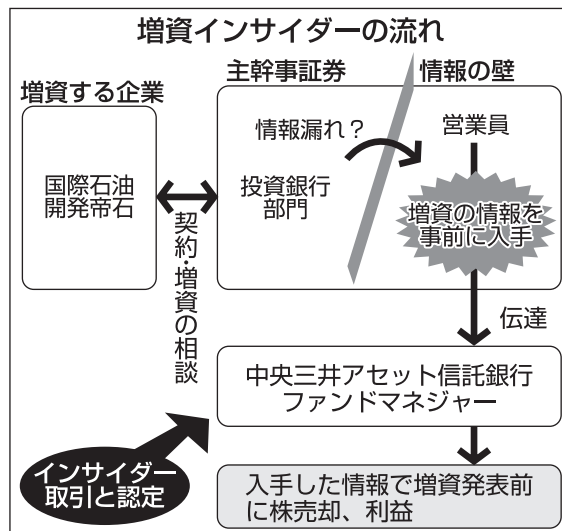 増資インサイダーの流れ
増資する企業
国際石油
開発帝石
契約・増資の相談
主幹事証券
情報の壁
情報漏れ？
投資銀行
部門
営業員
増資の情報を
事前に入手
伝達
中央三井アセット信託銀行
ファンドマネジャー
インサイダー
取引と認定
入手した情報で増資発表前
に株売却、利益